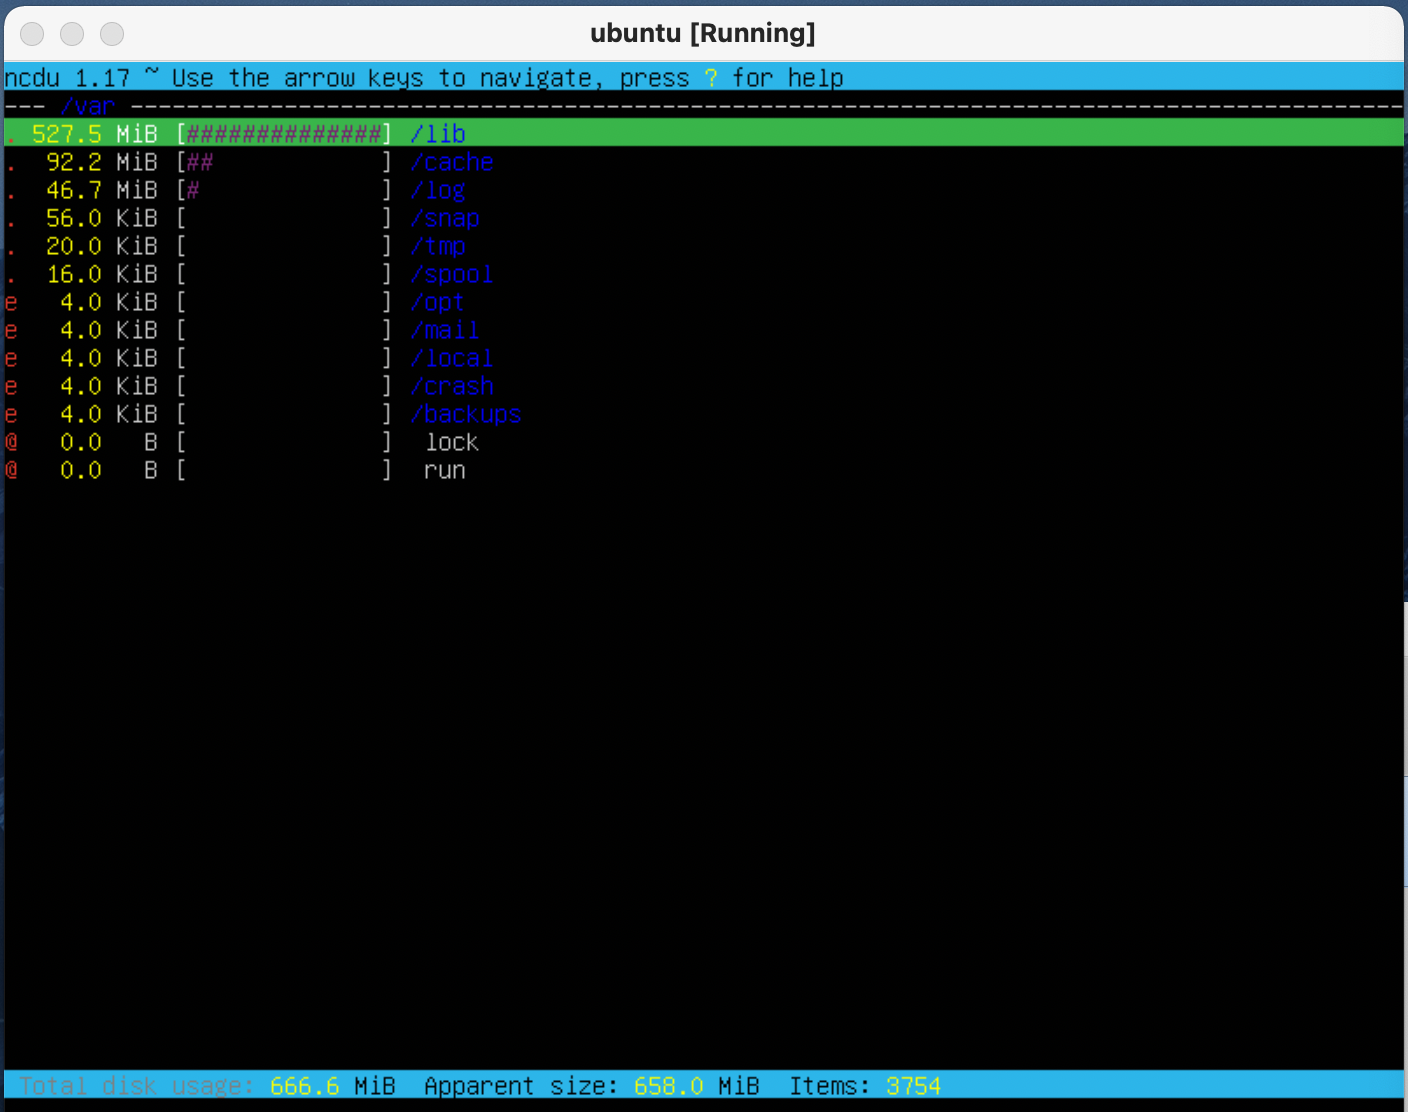 ubuntu [Running]
ncdu 1.17 ~ Use the arrow keys to navigate, press ? for help
--- /var -------------------------------------------------------------------------------------------
. 527.5 MiB [##############] /lib
.  92.2 MiB [##            ] /cache
.  46.7 MiB [#             ] /log
.  56.0 KiB [              ] /snap
.  20.0 KiB [              ] /tmp
.  16.0 KiB [              ] /spool
e   4.0 KiB [              ] /opt
e   4.0 KiB [              ] /mail
e   4.0 KiB [              ] /local
e   4.0 KiB [              ] /crash
e   4.0 KiB [              ] /backups
@   0.0   B [              ]  lock
@   0.0   B [              ]  run
Total disk usage: 666.6 MiB  Apparent size: 658.0 MiB  Items: 3754